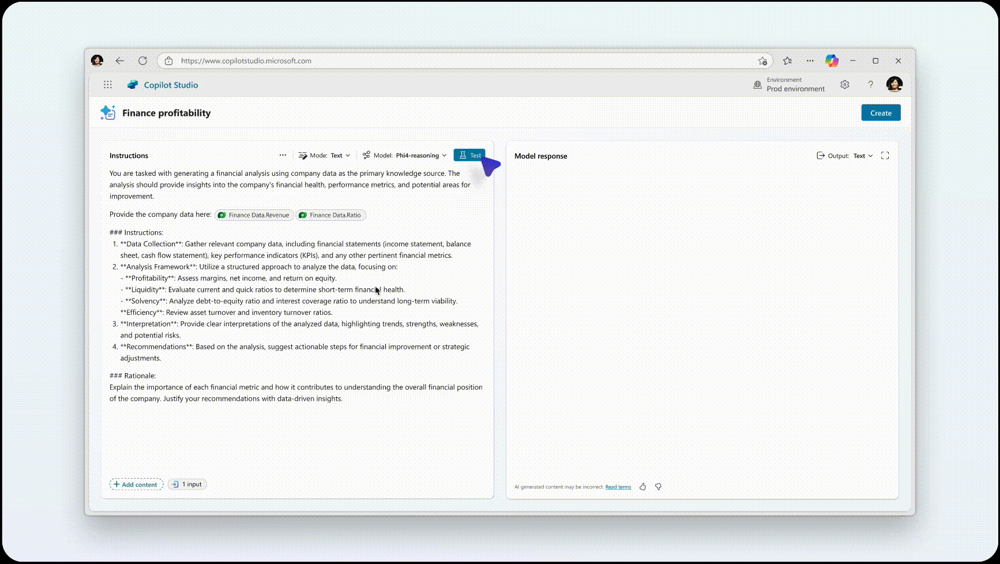 https://www.copilotstudio.microsoft.com
Copilot Studio
Environment
Prod environment
?
Finance profitability
Create
Instructions
Mode: Text
Model: Phi4-reasoning
Test
You are tasked with generating a financial analysis using company data as the primary knowledge source. The
analysis should provide insights into the company's financial health, performance metrics, and potential areas for
improvement.
Provide the company data here: Finance Data.Revenue Finance Data.Ratio
### Instructions:
1. **Data Collection**: Gather relevant company data, including financial statements (income statement, balance
sheet, cash flow statement), key performance indicators (KPIs), and any other pertinent financial metrics.
2. **Analysis Framework**: Utilize a structured approach to analyze the data, focusing on:
- **Profitability**: Assess margins, net income, and return on equity.
- **Liquidity**: Evaluate current and quick ratios to determine short-term financial health.
- **Solvency**: Analyze debt-to-equity ratio and interest coverage ratio to understand long-term viability.
**Efficiency**: Review asset turnover and inventory turnover ratios.
3. **Interpretation**: Provide clear interpretations of the analyzed data, highlighting trends, strengths, weaknesses,
and potential risks.
4. **Recommendations**: Based on the analysis, suggest actionable steps for financial improvement or strategic
adjustments.
### Rationale:
Explain the importance of each financial metric and how it contributes to understanding the overall financial position
of the company. Justify your recommendations with data-driven insights.
+ Add content
1 input
Model response
Output: Text
AI generated content may be incorrect. Read terms